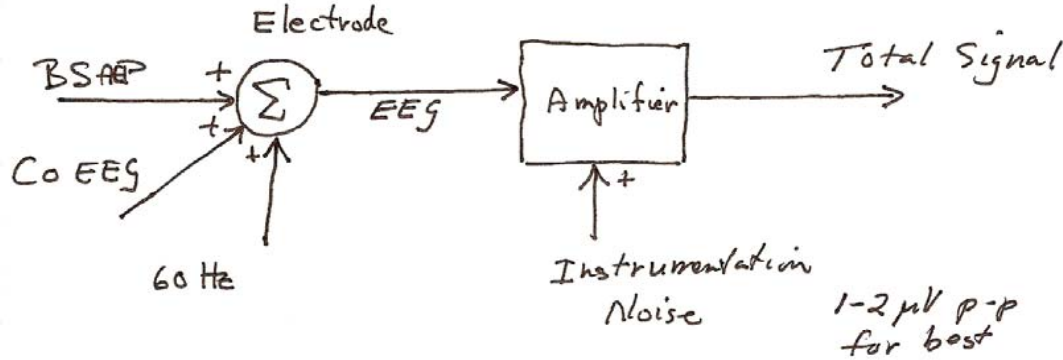 Electrode
BSAEP
+
Σ
+
+
EEG
Amplifier
Total Signal
Co EEG
60 Hz
+
Instrumentation
Noise
1-2 μV p-p
for best